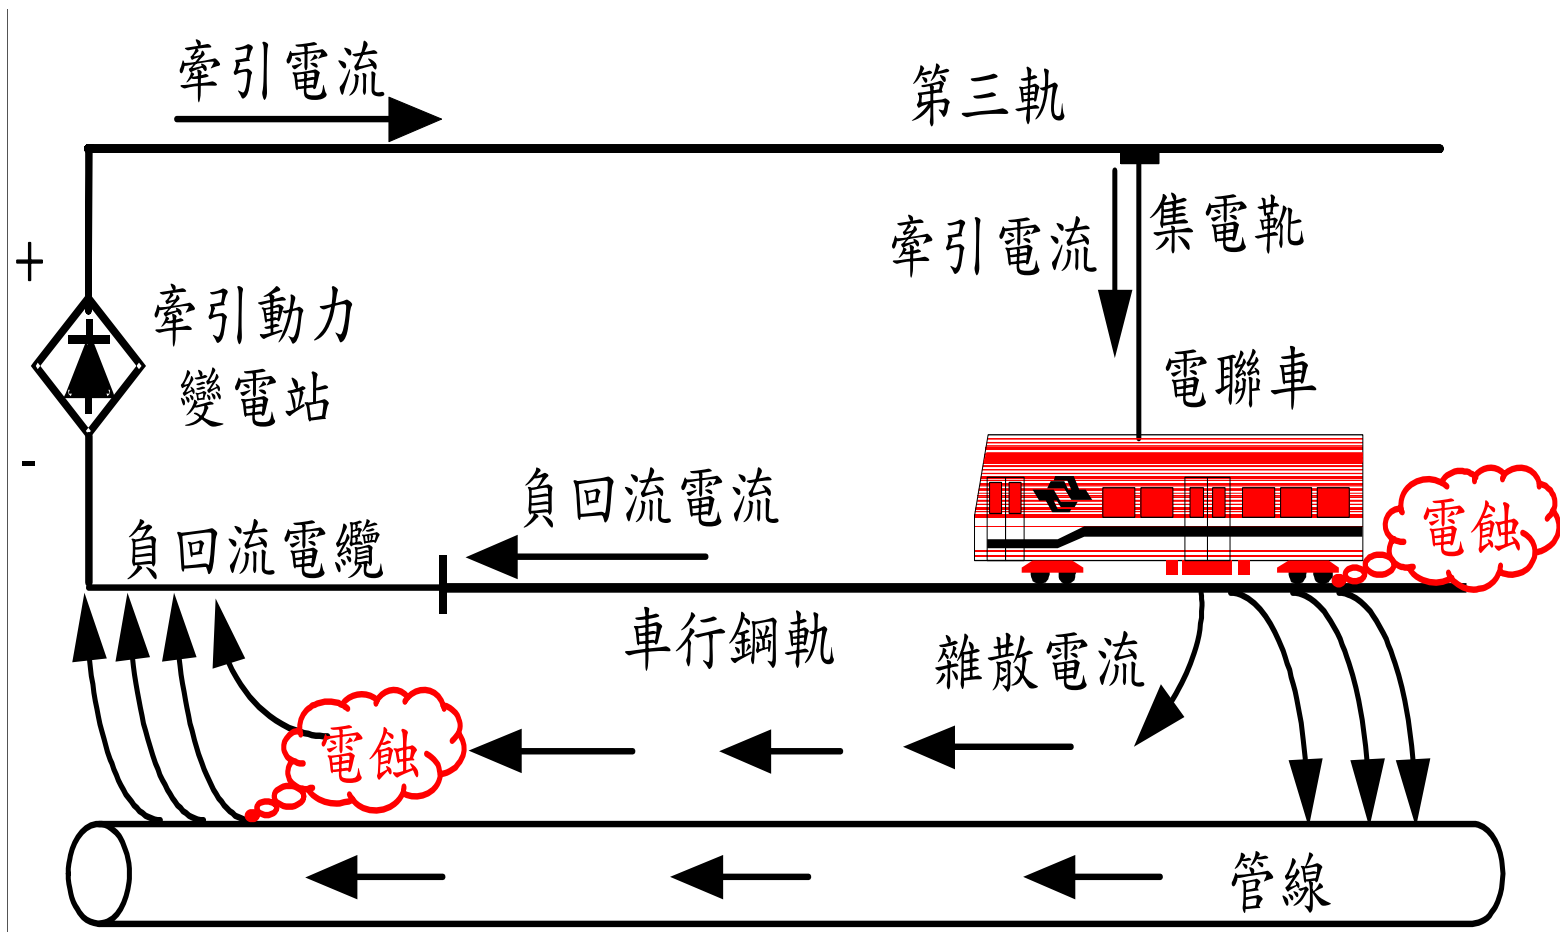 牽引電流
第三軌
牽引電流
集電靴
+
牽引動力
變電站
電聯車
-
負回流電流
電蝕
負回流電纜
車行鋼軌
雜散電流
電蝕
管線